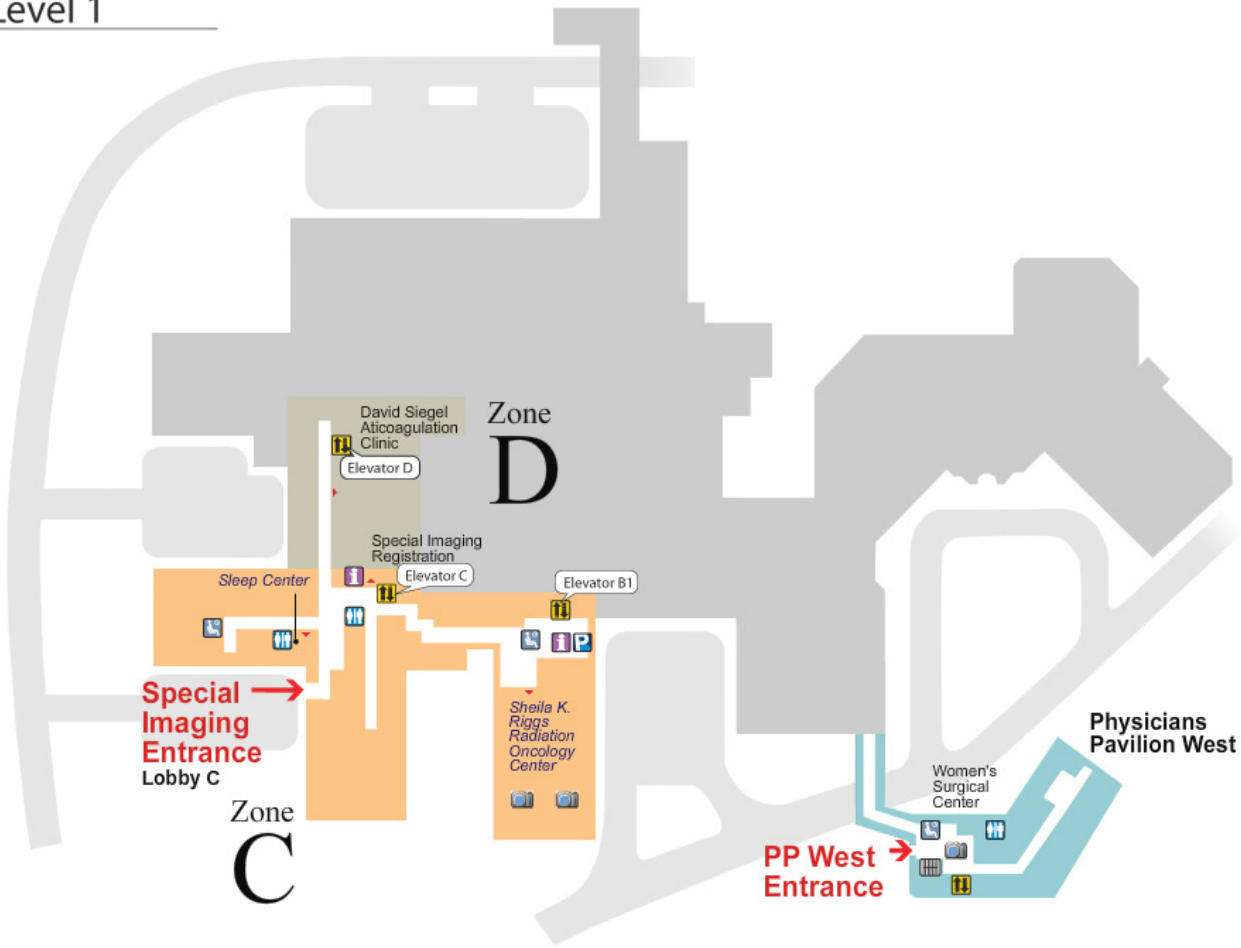 Level 1
David Siegel
Aticoagulation
Clinic
Elevator D
Zone
D
Special Imaging
Registration
Elevator C
Elevator B1
Sleep Center
Special
Imaging
Entrance
Lobby C
Zone
C
Sheila K.
Riggs
Radiation
Oncology
Center
P
Physicians
Pavilion West
Women's
Surgical
Center
PP West
Entrance